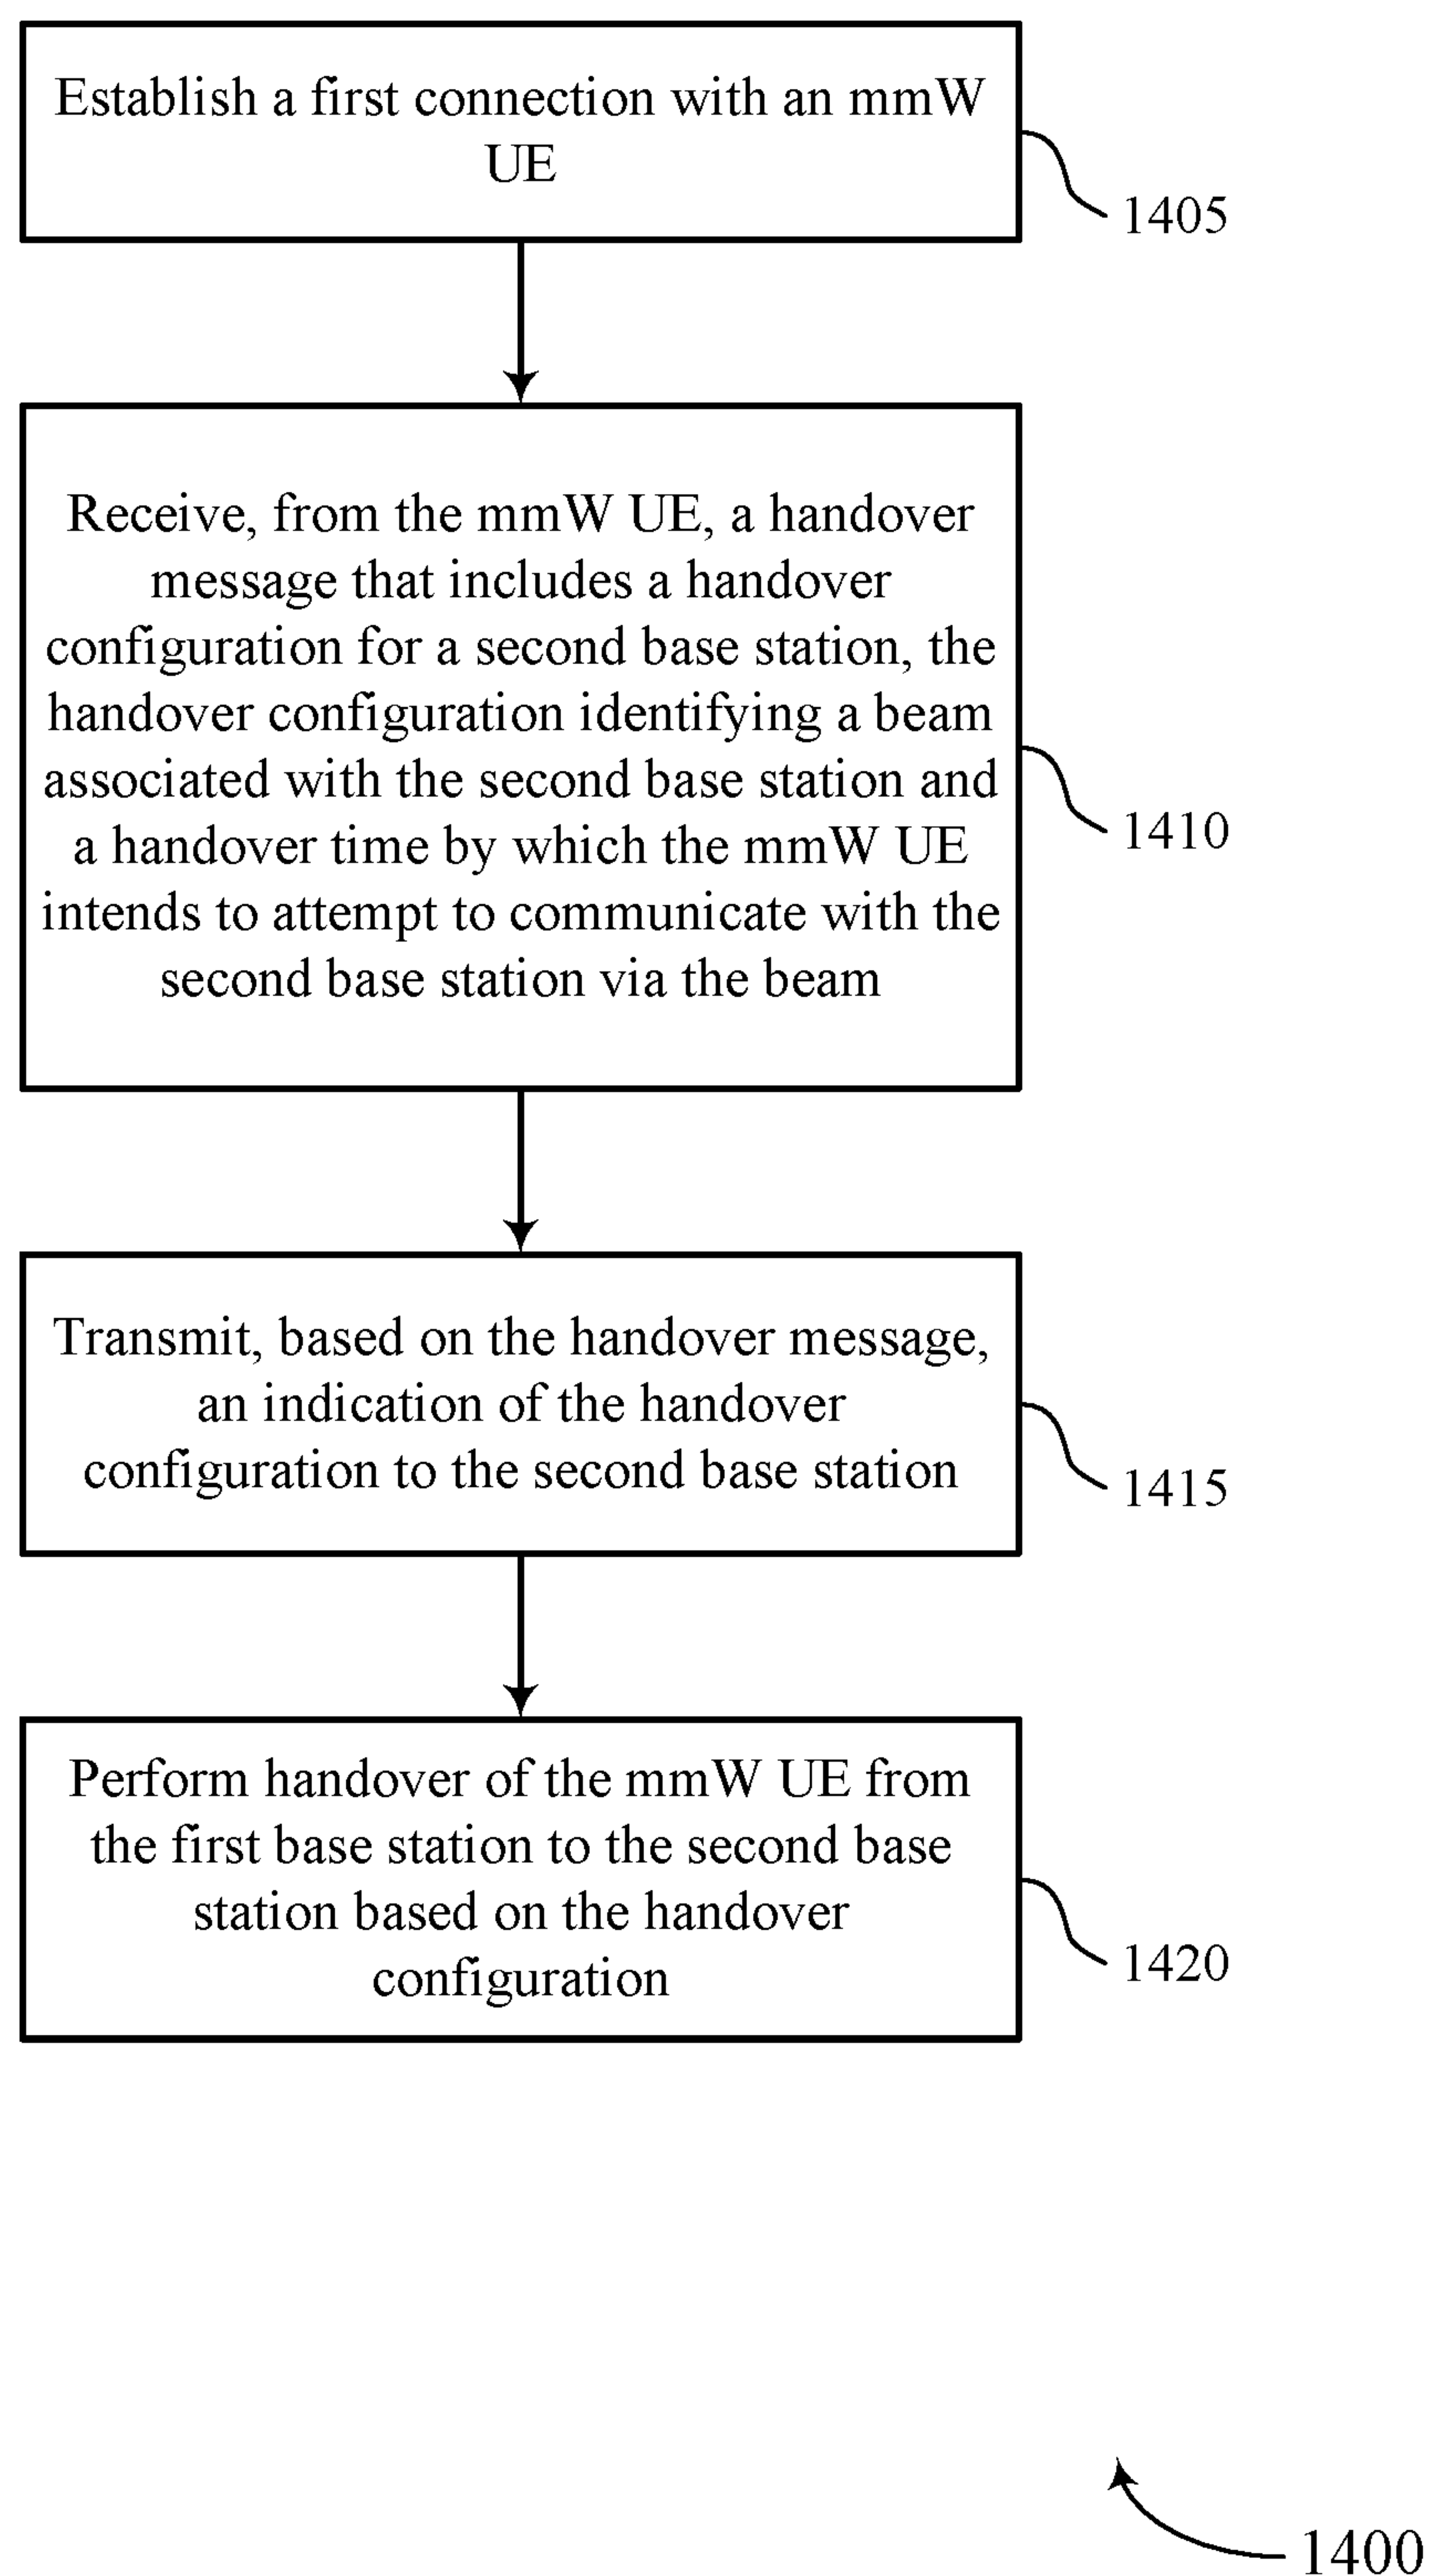 Establish a first connection with an mmW
UE
1405
Receive, from the mmW UE, a handover
message that includes a handover
configuration for a second base station, the
handover configuration identifying a beam
associated with the second base station and
a handover time by which the mmW UE
intends to attempt to communicate with the
second base station via the beam
1410
Transmit, based on the handover message,
an indication of the handover
configuration to the second base station
1415
Perform handover of the mmW UE from
the first base station to the second base
station based on the handover
configuration
1420
1400